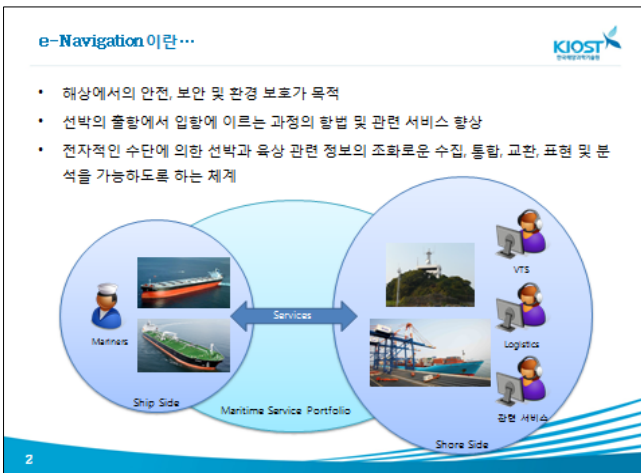 e-Navigation이란…
KIOST
한국해양과학기술원
• 해상에서의 안전, 보안 및 환경 보호가 목적
• 선박의 출항에서 입항에 이르는 과정의 항법 및 관련 서비스 향상
• 전자적인 수단에 의한 선박과 육상 관련 정보의 조화로운 수집, 통합, 교환, 표현 및 분
석을 가능하도록 하는 체계
VTS
Services
Mariners
Logistics
Ship Side
Maritime Service Portfolio
관련 서비스
Shore Side
2